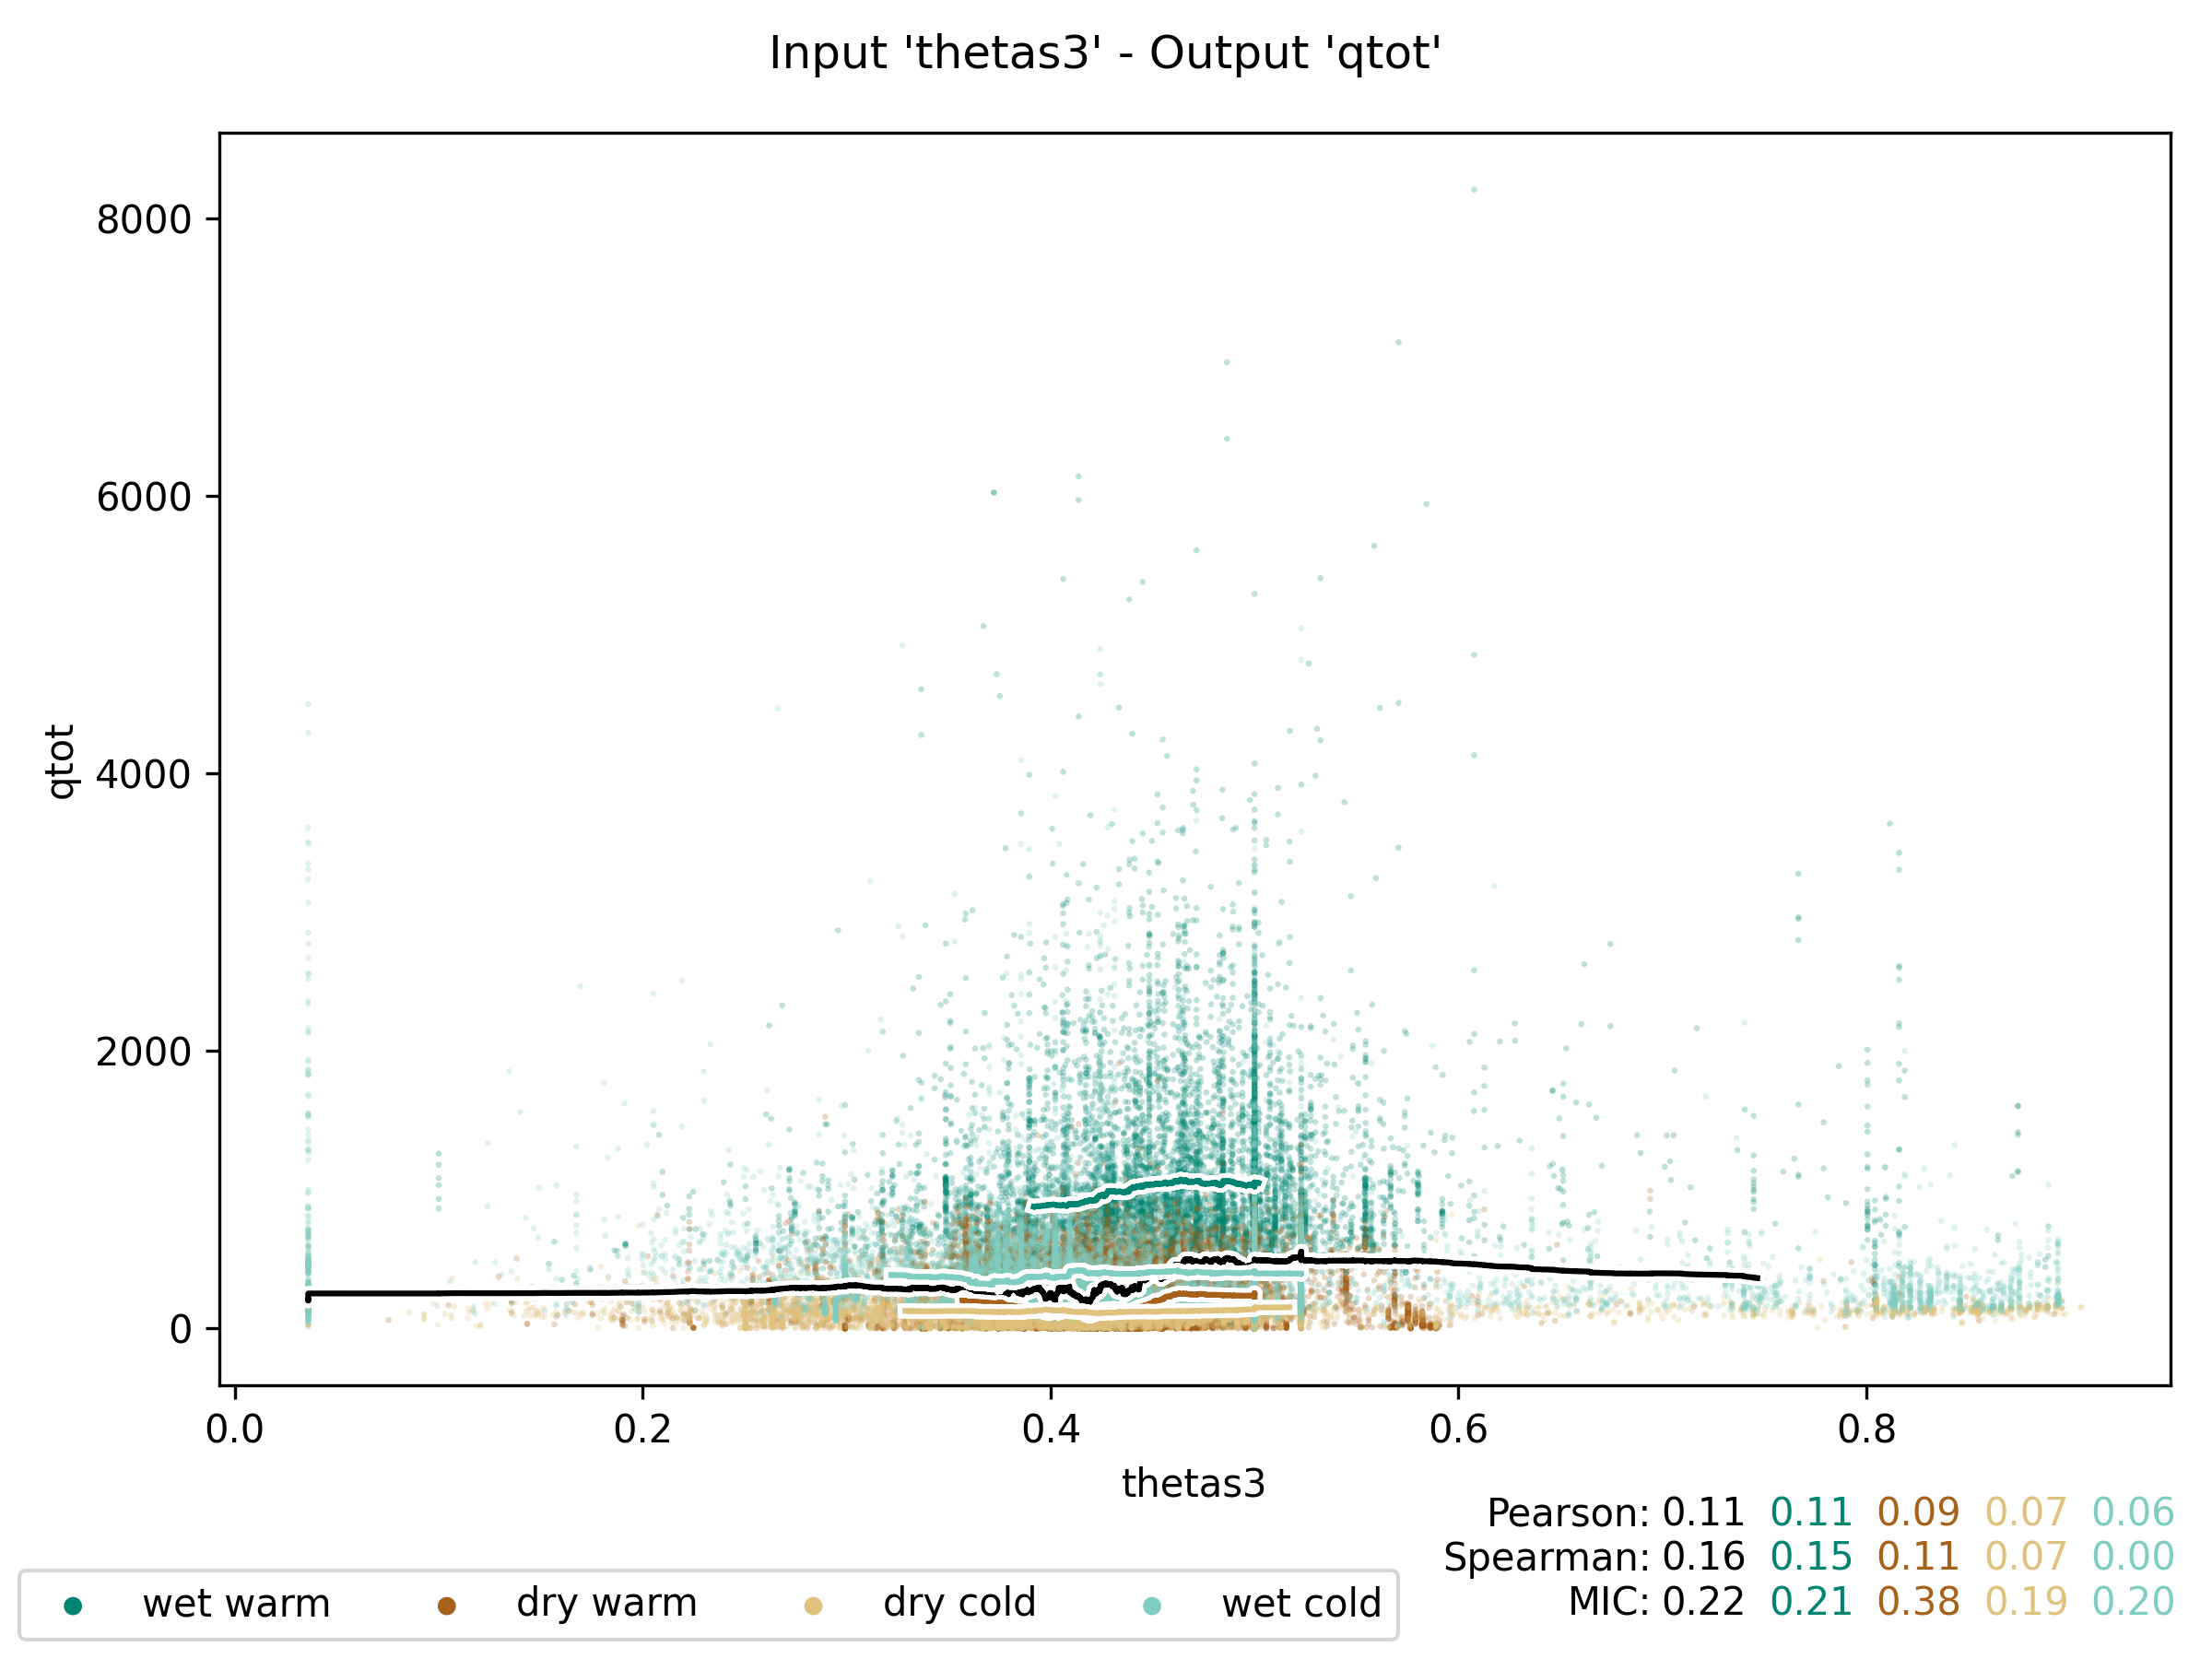 Input 'thetas3' - Output 'qtot'
8000
6000
4000
2000
0
qtot
0.0 0.2 0.4 0.6 0.8
thetas3
Pearson: 0.11 0.11 0.09 0.07 0.06
Spearman: 0.16 0.15 0.11 0.07 0.00
MIC: 0.22 0.21 0.38 0.19 0.20
wet warm dry warm dry cold wet cold